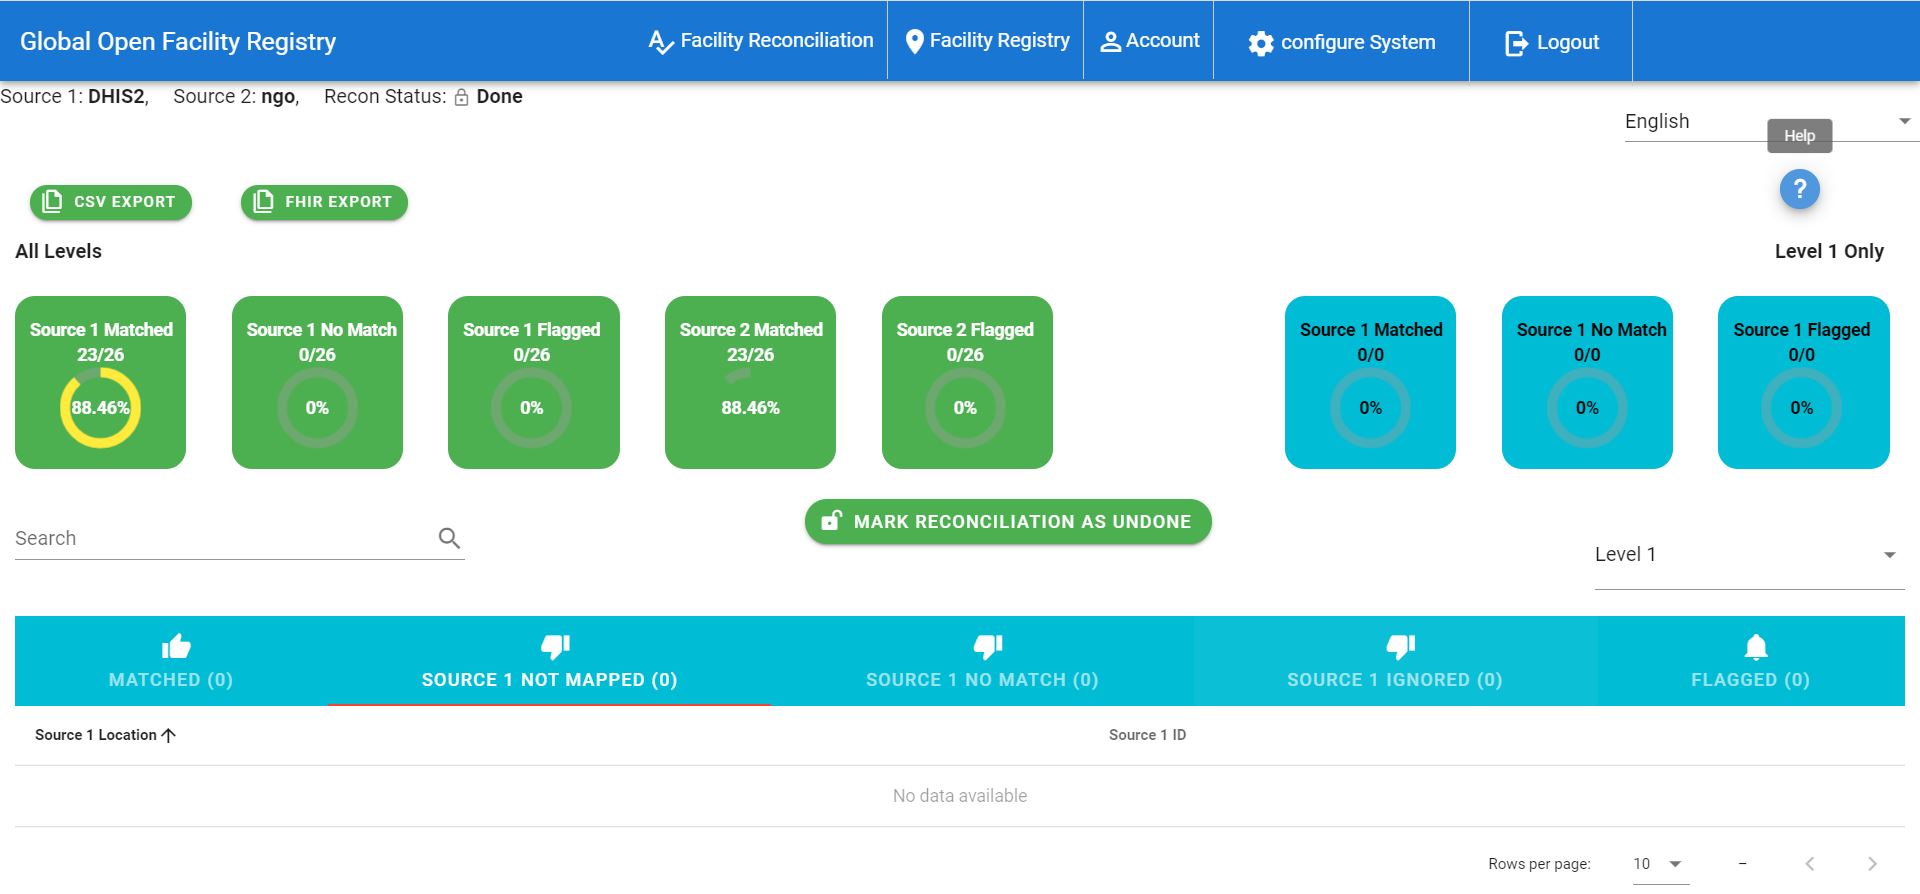 Global Open Facility Registry
Facility Reconciliation
Facility Registry
Account
configure System
Logout
Source 1: DHIS2, Source 2: ngo, Recon Status: Done
English
Help
?
CSV EXPORT
FHIR EXPORT
All Levels
Level 1 Only
Source 1 Matched
23/26
88.46%
Source 1 No Match
0/26
0%
Source 1 Flagged
0/26
0%
Source 2 Matched
23/26
88.46%
Source 2 Flagged
0/26
0%
Source 1 Matched
0/0
0%
Source 1 No Match
0/0
0%
Source 1 Flagged
0/0
0%
Search
MARK RECONCILIATION AS UNDONE
Level 1
MATCHED (0)
SOURCE 1 NOT MAPPED (0)
SOURCE 1 NO MATCH (0)
SOURCE 1 IGNORED (0)
FLAGGED (0)
Source 1 Location
Source 1 ID
No data available
Rows per page: 10 –